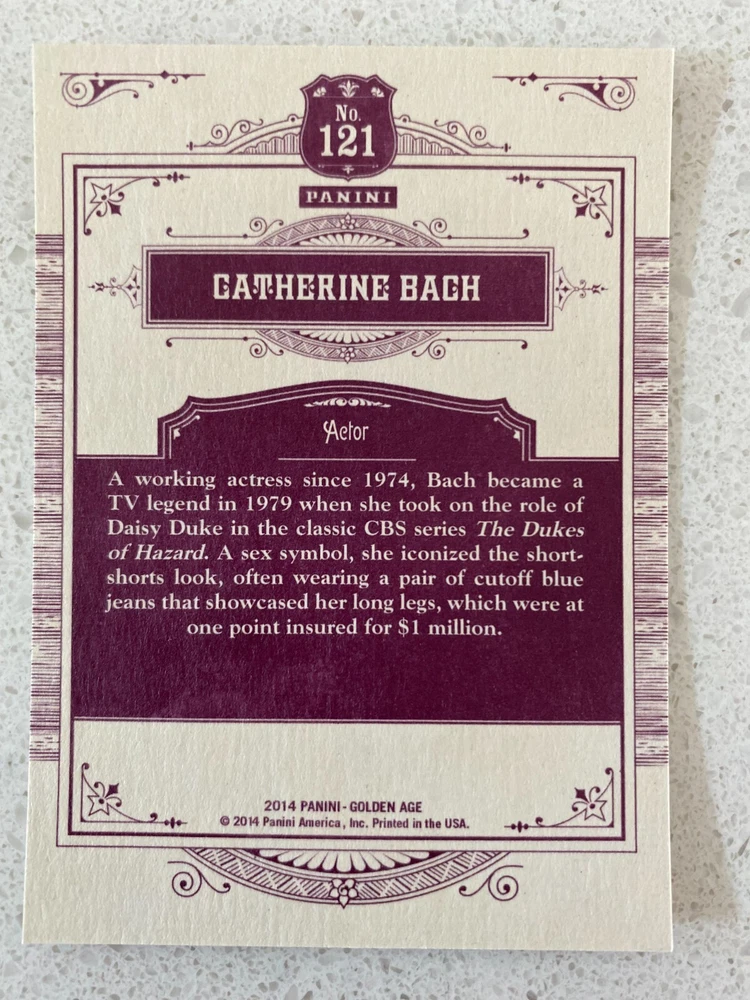 No.
121
PANINI
CATHERINE BACH
Actor
A working actress since 1974, Bach became a
TV legend in 1979 when she took on the role of
Daisy Duke in the classic CBS series The Dukes
of Hazard. A sex symbol, she iconized the short-
shorts look, often wearing a pair of cutoff blue
jeans that showcased her long legs, which were at
one point insured for $1 million.
2014 PANINI - GOLDEN AGE
© 2014 Panini America, Inc. Printed in the USA.